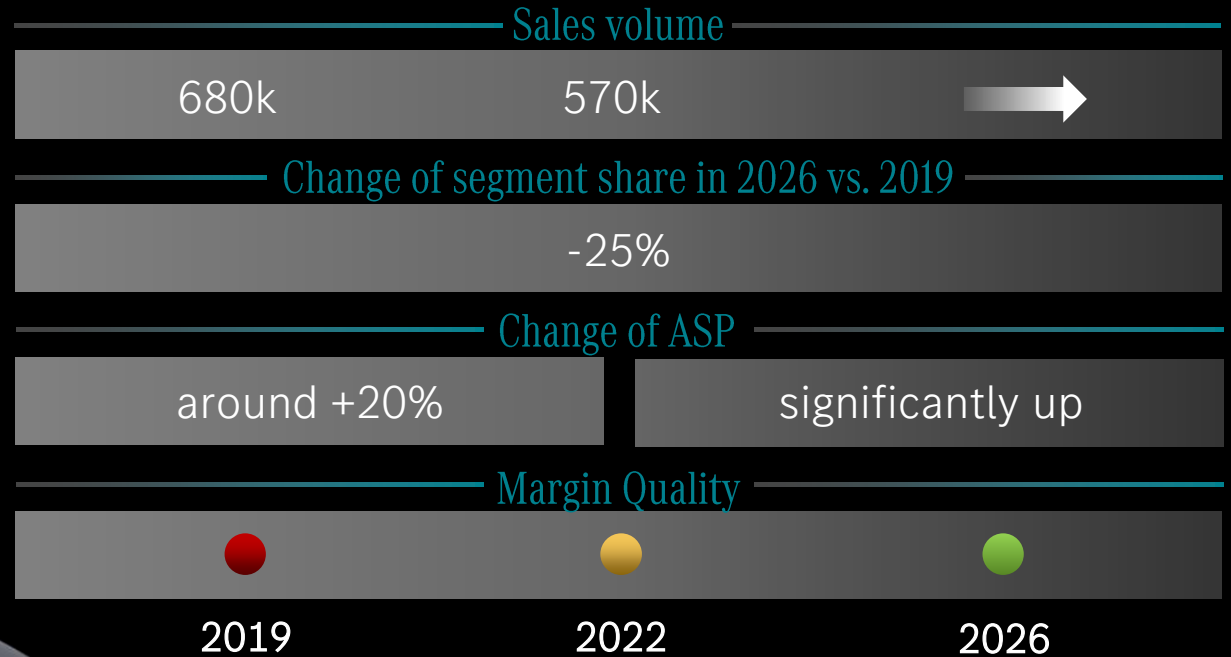 Sales volume
680k 570k
Change of segment share in 2026 vs. 2019
-25%
Change of ASP
around +20% significantly up
Margin Quality
2019 2022 2026